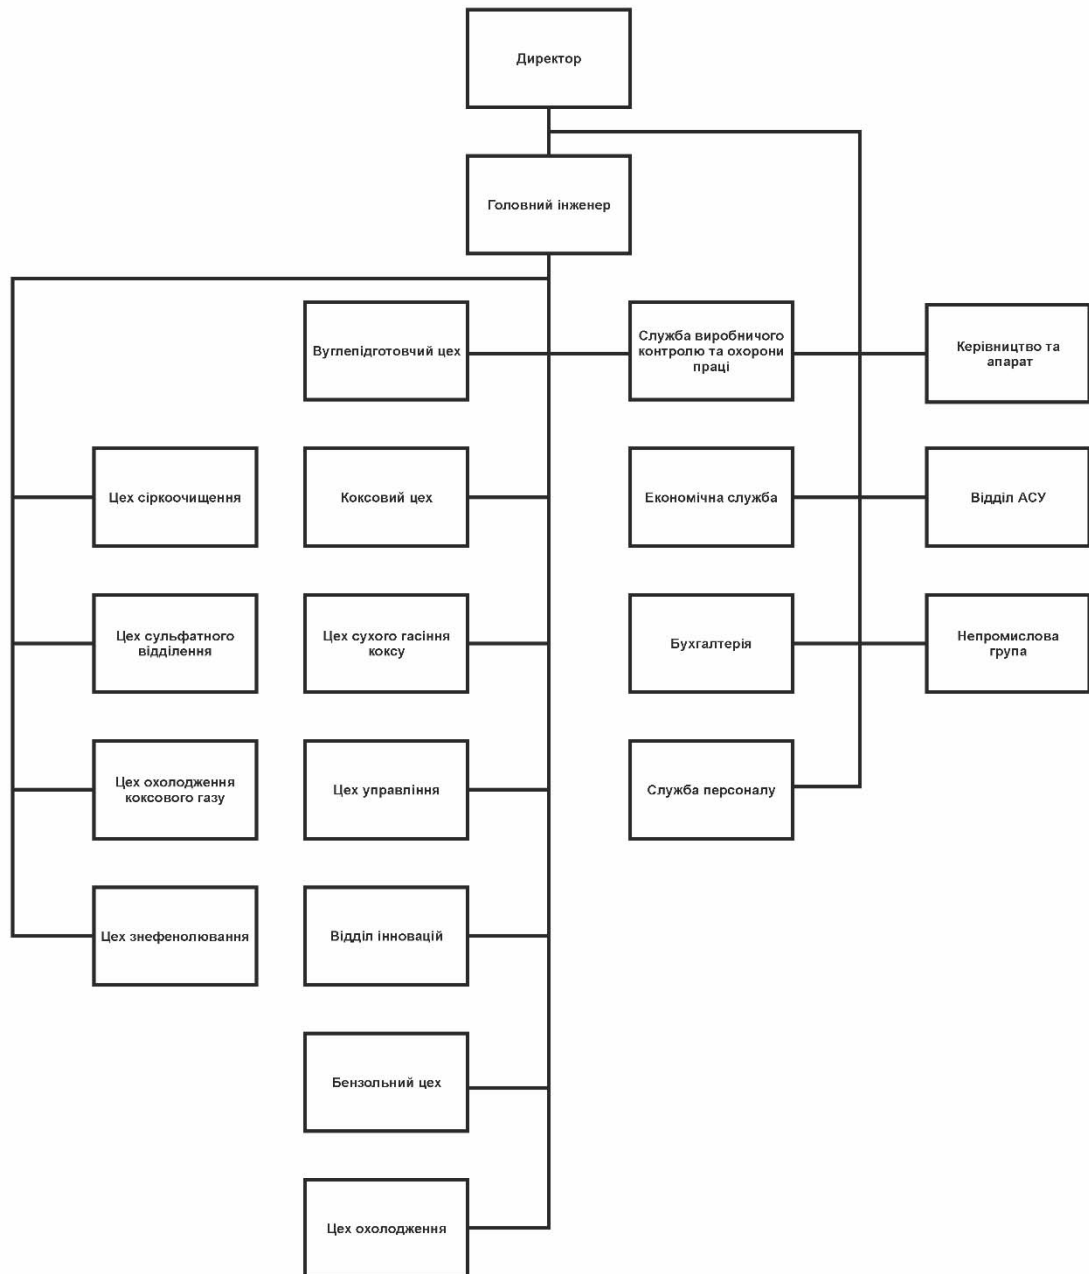 Директор
Головний інженер
Вуглепідготовчий цех
Служба виробничого
контролю та охорони
праці
Керівництво та
апарат
Цех сіркоочищення
Коксовий цех
Економічна служба
Відділ АСУ
Цех сульфатного
відділення
Цех сухого гасіння
коксу
Бухгалтерія
Непромислова
група
Цех охолодження
коксового газу
Цех управління
Служба персоналу
Цех знефенолювання
Відділ інновацій
Бензольний цех
Цех охолодження